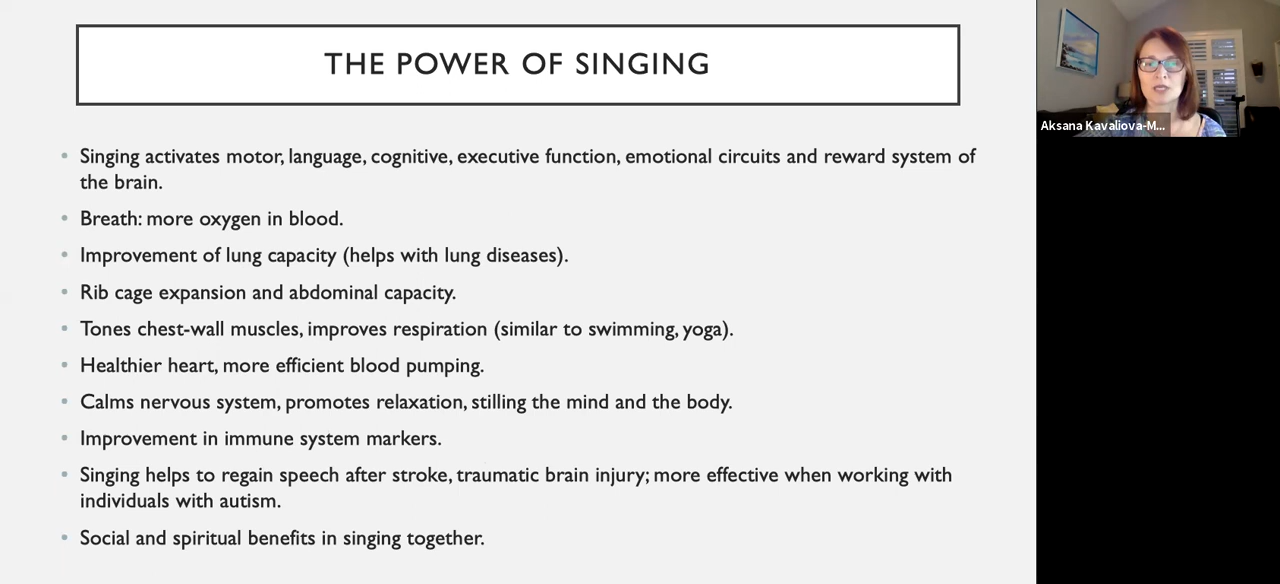 THE POWER OF SINGING
Aksana Kavaliova-M...
• Singing activates motor, language, cognitive, executive function, emotional circuits and reward system of
the brain.
• Breath: more oxygen in blood.
• Improvement of lung capacity (helps with lung diseases).
• Rib cage expansion and abdominal capacity.
• Tones chest-wall muscles, improves respiration (similar to swimming, yoga).
• Healthier heart, more efficient blood pumping.
• Calms nervous system, promotes relaxation, stilling the mind and the body.
• Improvement in immune system markers.
• Singing helps to regain speech after stroke, traumatic brain injury; more effective when working with
individuals with autism.
• Social and spiritual benefits in singing together.